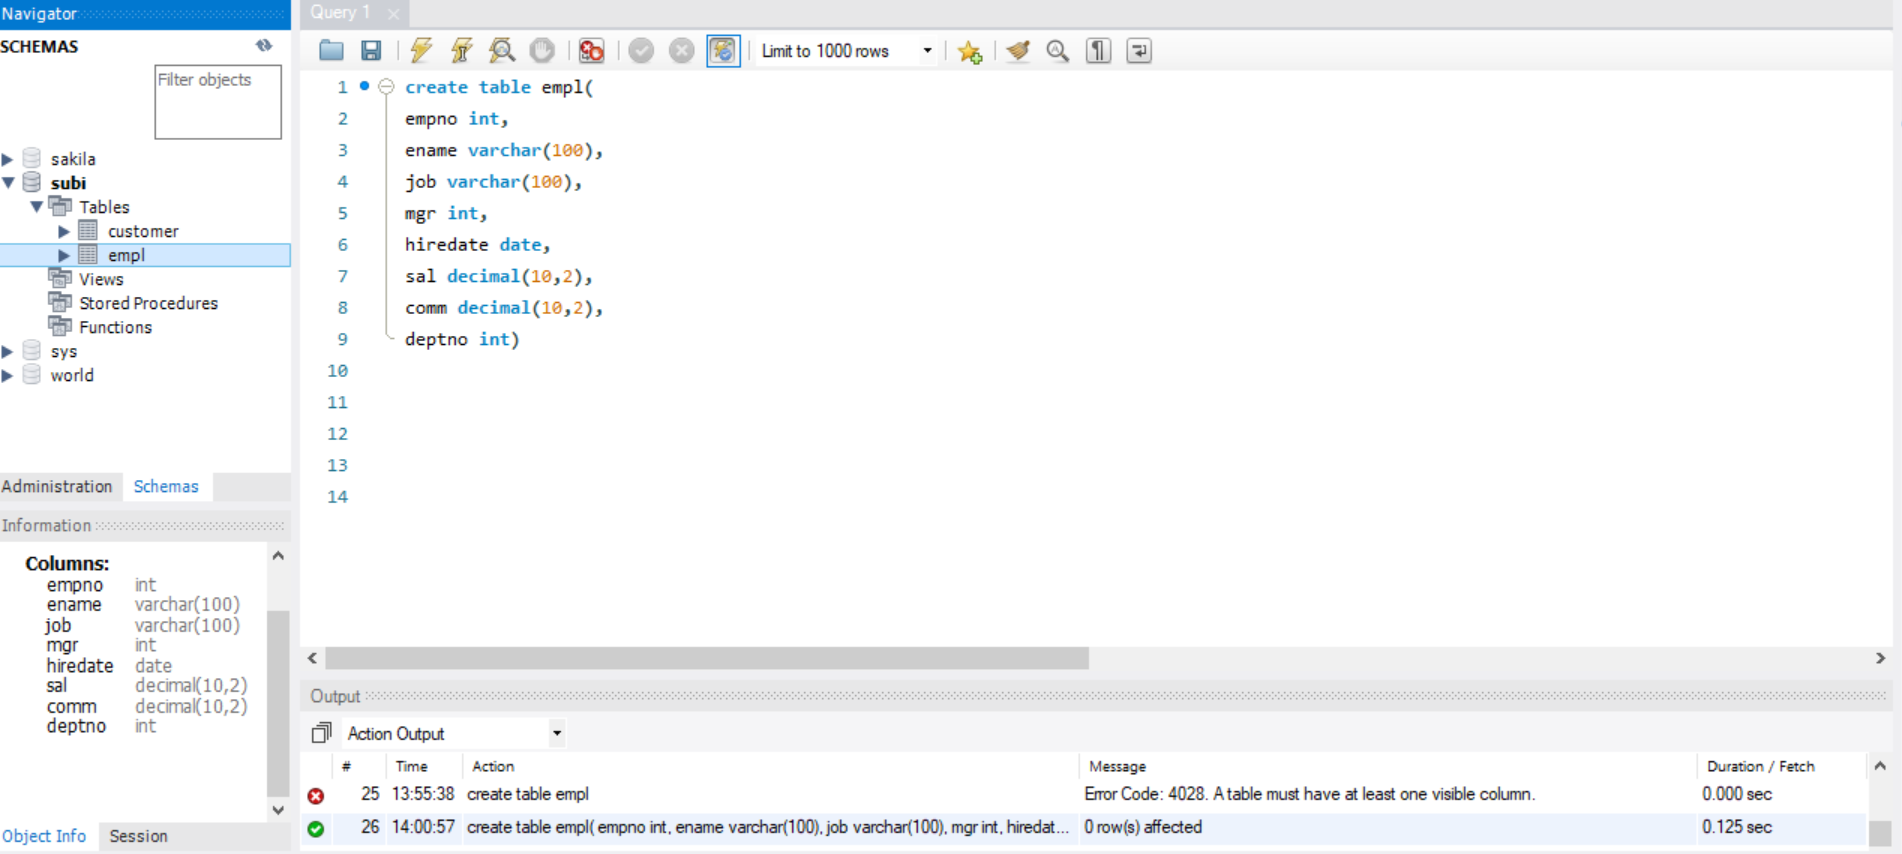 Navigator
SCHEMAS
Filter objects
sakila
subi
Tables
customer
empl
Views
Stored Procedures
Functions
sys
world
Administration Schemas
Information
Columns:
empno int
ename varchar(100)
job varchar(100)
mgr int
hiredate date
sal decimal(10,2)
comm decimal(10,2)
deptno int
Object Info Session
Query 1
Limit to 1000 rows
1 create table empl(
2 empno int,
3 ename varchar(100),
4 job varchar(100),
5 mgr int,
6 hiredate date,
7 sal decimal(10,2),
8 comm decimal(10,2),
9 deptno int)
10
11
12
13
14
Output
Action Output
# Time Action Message Duration / Fetch
25 13:55:38 create table empl Error Code: 4028. A table must have at least one visible column. 0.000 sec
26 14:00:57 create table empl( empno int, ename varchar(100), job varchar(100), mgr int, hiredat... 0 row(s) affected 0.125 sec